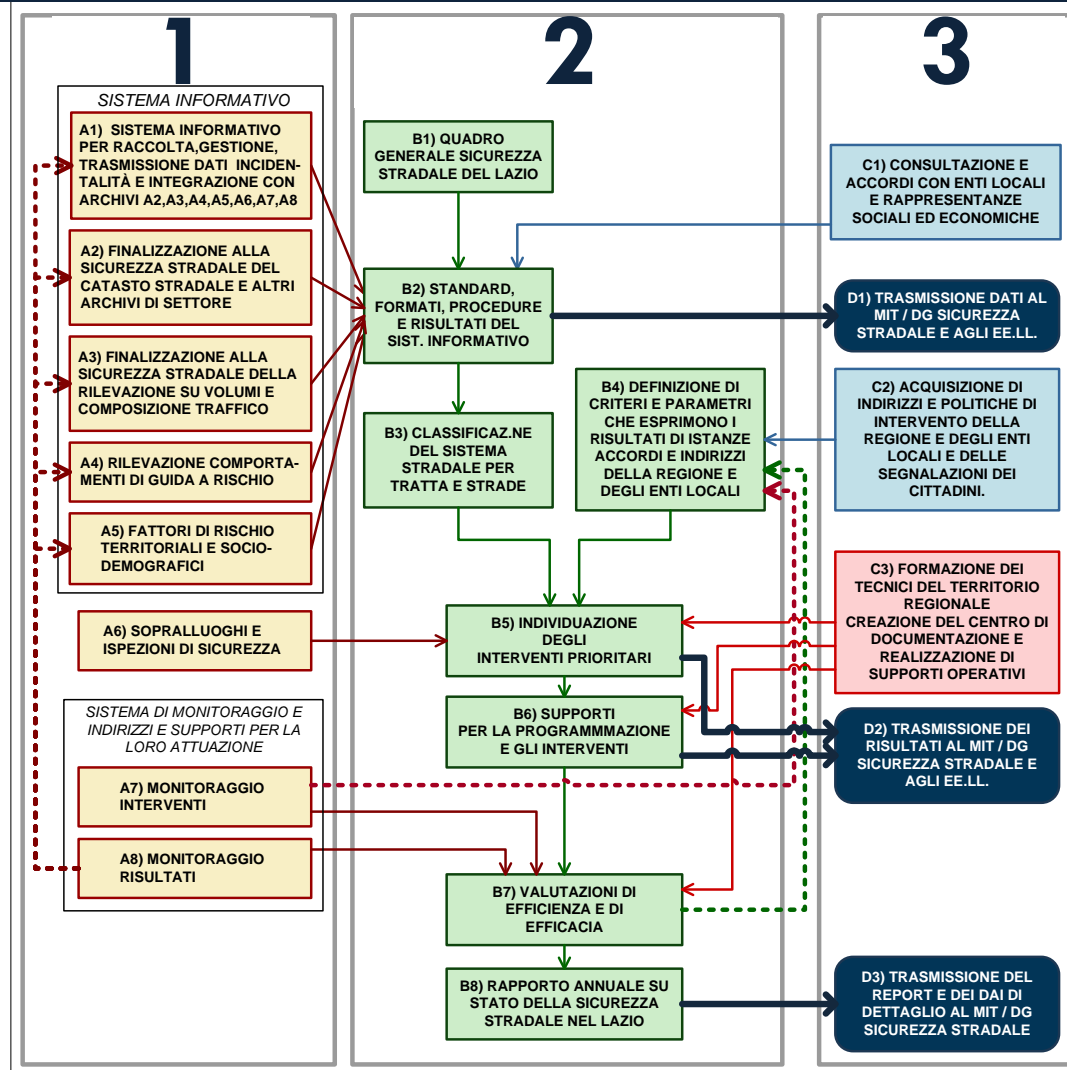 1
SISTEMA INFORMATIVO
A1) SISTEMA INFORMATIVO
PER RACCOLTA,GESTIONE,
TRASMISSIONE DATI INCIDEN-
TALITÀ E INTEGRAZIONE CON
ARCHIVI A2,A3,A4,A5,A6,A7,A8
A2) FINALIZZAZIONE ALLA
SICUREZZA STRADALE DEL
CATASTO STRADALE E ALTRI
ARCHIVI DI SETTORE
A3) FINALIZZAZIONE ALLA
SICUREZZA STRADALE DELLA
RILEVAZIONE SU VOLUMI E
COMPOSIZIONE TRAFFICO
A4) RILEVAZIONE COMPORTA-
MENTI DI GUIDA A RISCHIO
A5) FATTORI DI RISCHIO
TERRITORIALI E SOCIO-
DEMOGRAFICI
A6) SOPRALLUOGHI E
ISPEZIONI DI SICUREZZA
SISTEMA DI MONITORAGGIO E
INDIRIZZI E SUPPORTI PER LA
LORO ATTUAZIONE
A7) MONITORAGGIO
INTERVENTI
A8) MONITORAGGIO
RISULTATI
2
B1) QUADRO
GENERALE SICUREZZA
STRADALE DEL LAZIO
B2) STANDARD,
FORMATI, PROCEDURE
E RISULTATI DEL
SIST. INFORMATIVO
B3) CLASSIFICAZ.NE
DEL SISTEMA
STRADALE PER
TRATTA E STRADE
B4) DEFINIZIONE DI
CRITERI E PARAMETRI
CHE ESPRIMONO I
RISULTATI DI ISTANZE
ACCORDI E INDIRIZZI
DELLA REGIONE E
DEGLI ENTI LOCALI
B5) INDIVIDUAZIONE
DEGLI
INTERVENTI PRIORITARI
B6) SUPPORTI
PER LA PROGRAMMMAZIONE
E GLI INTERVENTI
B7) VALUTAZIONI DI
EFFICIENZA E DI
EFFICACIA
B8) RAPPORTO ANNUALE SU
STATO DELLA SICUREZZA
STRADALE NEL LAZIO
3
C1) CONSULTAZIONE E
ACCORDI CON ENTI LOCALI
E RAPPRESENTANZE
SOCIALI ED ECONOMICHE
D1) TRASMISSIONE DATI AL
MIT / DG SICUREZZA
STRADALE E AGLI EE.LL.
C2) ACQUISIZIONE DI
INDIRIZZI E POLITICHE DI
INTERVENTO DELLA
REGIONE E DEGLI ENTI
LOCALI E DELLE
SEGNALAZIONI DEI
CITTADINI.
C3) FORMAZIONE DEI
TECNICI DEL TERRITORIO
REGIONALE
CREAZIONE DEL CENTRO DI
DOCUMENTAZIONE E
REALIZZAZIONE DI
SUPPORTI OPERATIVI
D2) TRASMISSIONE DEI
RISULTATI AL MIT / DG
SICUREZZA STRADALE E
AGLI EE.LL.
D3) TRASMISSIONE DEL
REPORT E DEI DAI DI
DETTAGLIO AL MIT / DG
SICUREZZA STRADALE